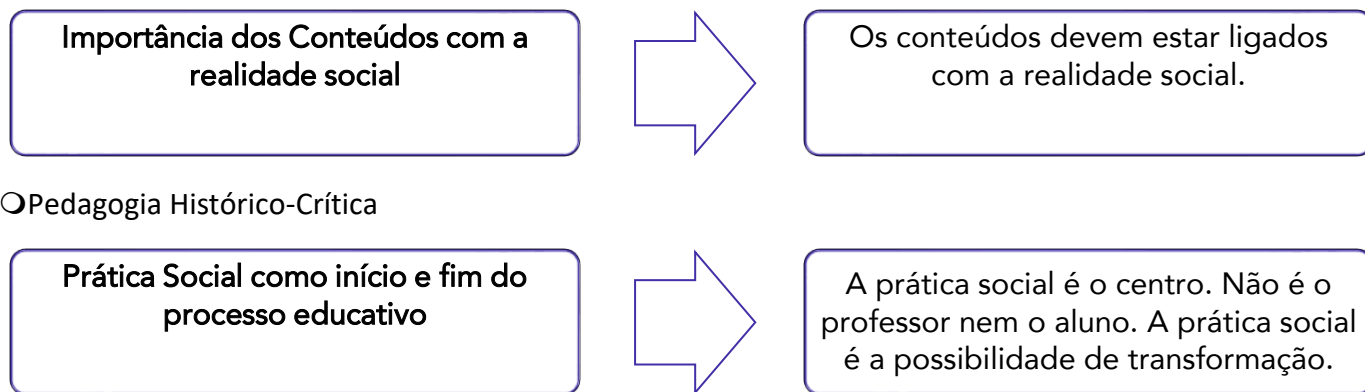 Importância dos Conteúdos com a
realidade social
Os conteúdos devem estar ligados
com a realidade social.
❍Pedagogia Histórico-Crítica
Prática Social como início e fim do
processo educativo
A prática social é o centro. Não é o
professor nem o aluno. A prática social
é a possibilidade de transformação.